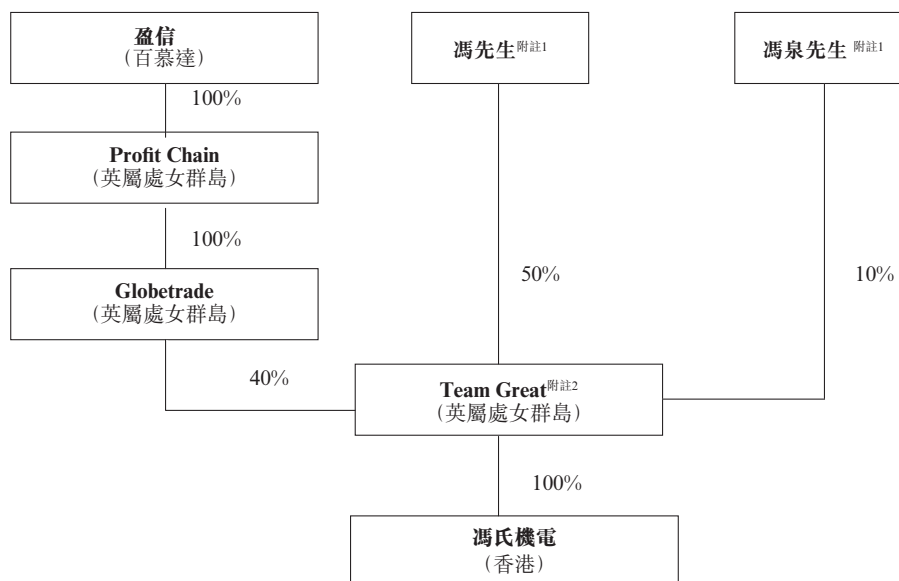 盈信
（百慕達）
馮先生附註1
馮泉先生 附註1
100%
Profit Chain
（英屬處女群島）
100%
Globetrade
（英屬處女群島）
50%
10%
40%
Team Great附註2
（英屬處女群島）
100%
馮氏機電
（香港）